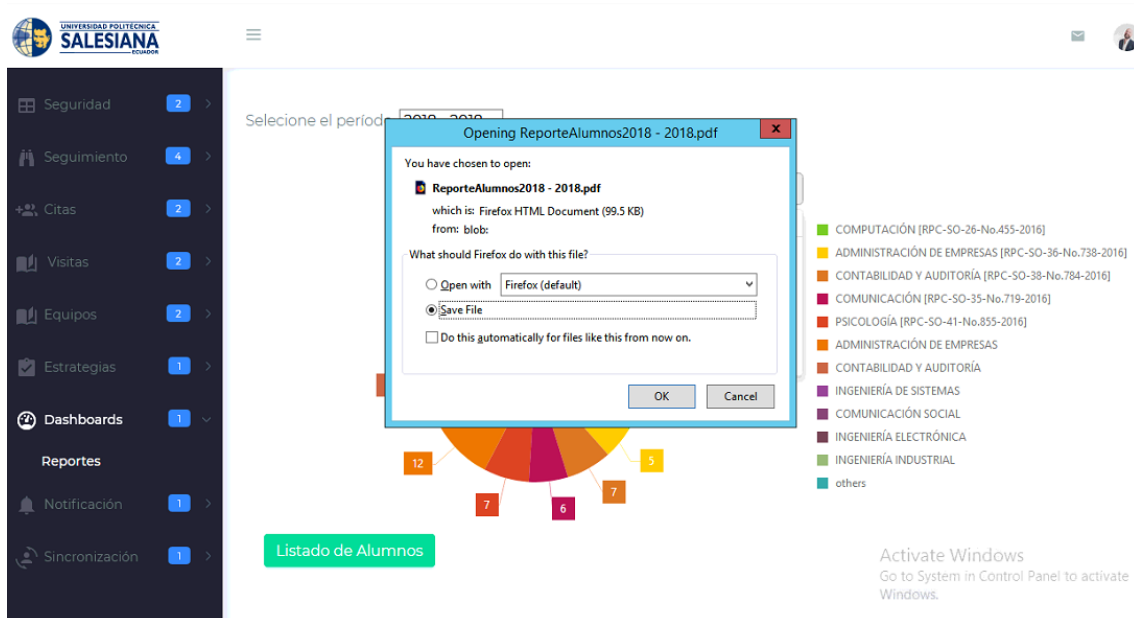 UNIVERSIDAD POLITÉCNICA
SALESIANA
ECUADOR
Seguridad 2
Seguimiento 4
Citas 2
Visitas 2
Equipos 2
Estrategias 1
Dashboards 1
Reportes
Notificación 1
Sincronización 1
Selecione el período 2018 - 2018
Opening ReporteAlumnos2018 - 2018.pdf
x
You have chosen to open:
ReporteAlumnos2018 - 2018.pdf
which is: Firefox HTML Document (99.5 KB)
from: blob:
What should Firefox do with this file?
Open with Firefox (default)
Save File
Do this automatically for files like this from now on.
OK Cancel
12
7
6
7
5
COMPUTACIÓN [RPC-SO-26-No.455-2016]
ADMINISTRACIÓN DE EMPRESAS [RPC-SO-36-No.738-2016]
CONTABILIDAD Y AUDITORÍA [RPC-SO-38-No.784-2016]
COMUNICACIÓN [RPC-SO-35-No.719-2016]
PSICOLOGÍA [RPC-SO-41-No.855-2016]
ADMINISTRACIÓN DE EMPRESAS
CONTABILIDAD Y AUDITORÍA
INGENIERÍA DE SISTEMAS
COMUNICACIÓN SOCIAL
INGENIERÍA ELECTRÓNICA
INGENIERÍA INDUSTRIAL
others
Listado de Alumnos
Activate Windows
Go to System in Control Panel to activate
Windows.